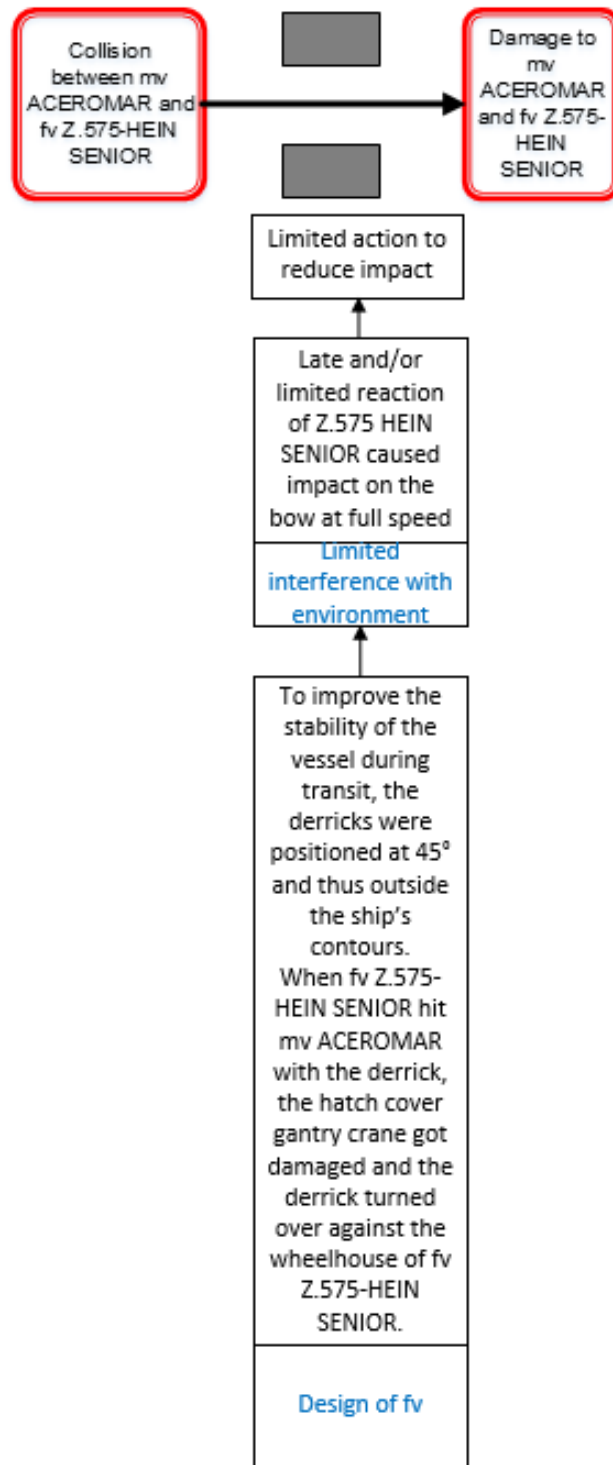 Collision
between mv
ACEROMAR and
fv Z.575-HEIN
SENIOR
Damage to
mv
ACEROMAR
and fv Z.575-
HEIN
SENIOR
Limited action to
reduce impact
Late and/or
limited reaction
of Z.575 HEIN
SENIOR caused
impact on the
bow at full speed
Limited
interference with
environment
To improve the
stability of the
vessel during
transit, the
derricks were
positioned at 45°
and thus outside
the ship's
contours.
When fv Z.575-
HEIN SENIOR hit
mv ACEROMAR
with the derrick,
the hatch cover
gantry crane got
damaged and the
derrick turned
over against the
wheelhouse of fv
Z.575-HEIN
SENIOR.
Design of fv